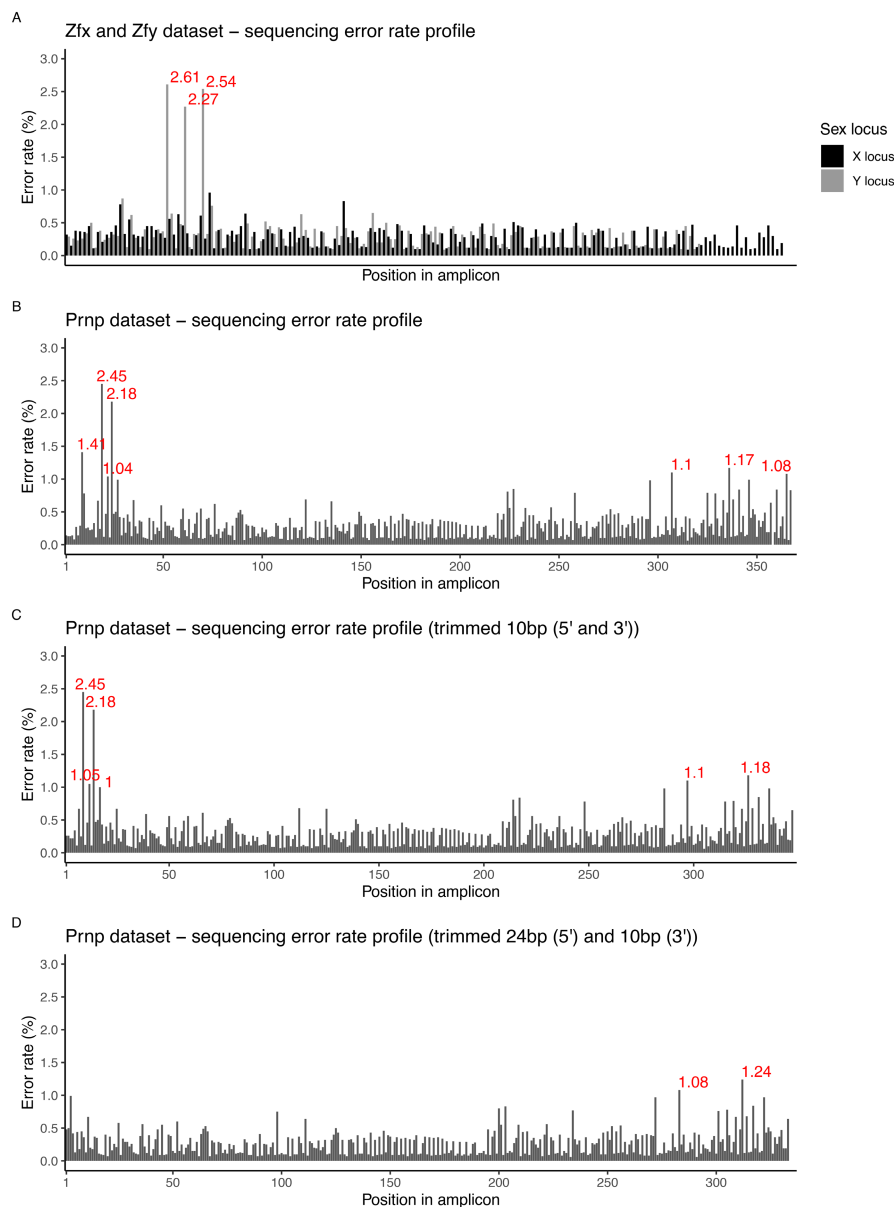 A
Zfx and Zfy dataset – sequencing error rate profile
3.0
2.5
2.0
1.5
1.0
0.5
0.0
Error rate (%)
2.61
2.54
2.27
Position in amplicon
Sex locus
X locus
Y locus
B
Prnp dataset – sequencing error rate profile
3.0
2.5
2.0
1.5
1.0
0.5
0.0
Error rate (%)
2.45
2.18
1.41
1.04
1.1
1.17
1.08
1 50 100 150 200 250 300 350
Position in amplicon
C
Prnp dataset – sequencing error rate profile (trimmed 10bp (5' and 3'))
3.0
2.5
2.0
1.5
1.0
0.5
0.0
Error rate (%)
2.45
2.18
1.05
1
1.1
1.18
1 50 100 150 200 250 300
Position in amplicon
D
Prnp dataset – sequencing error rate profile (trimmed 24bp (5') and 10bp (3'))
3.0
2.5
2.0
1.5
1.0
0.5
0.0
Error rate (%)
1.08
1.24
1 50 100 150 200 250 300
Position in amplicon